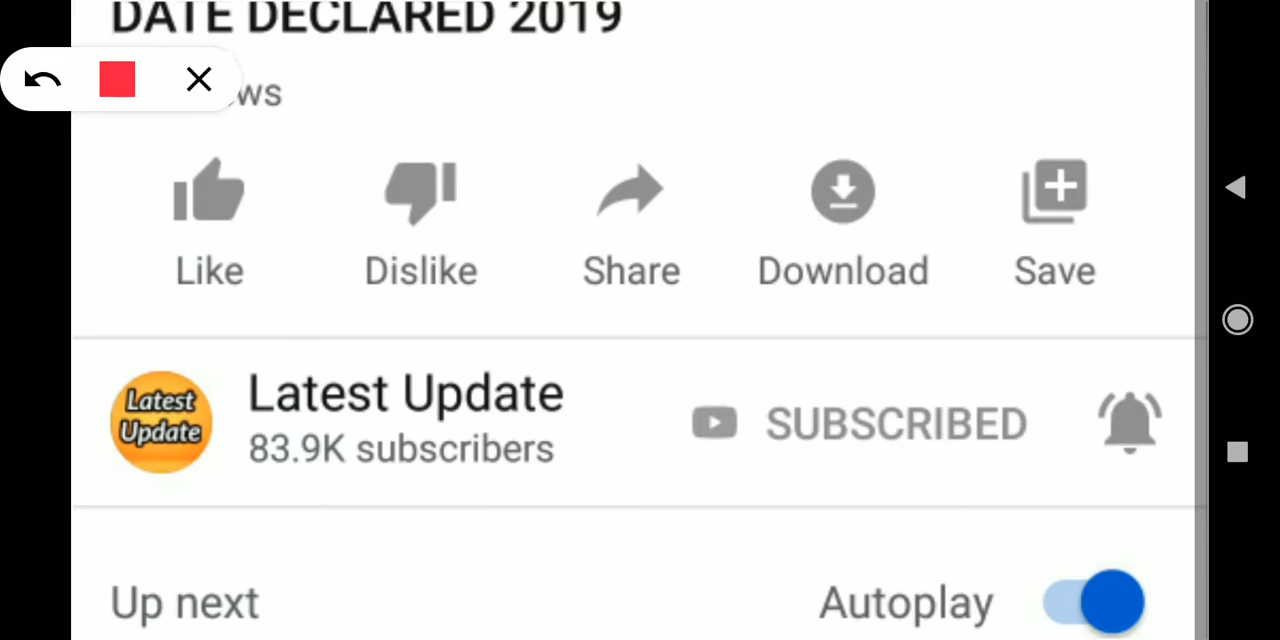 DATE DECLARED 2019
Like Dislike Share Download Save
Latest
Update
Latest Update
83.9K subscribers
SUBSCRIBED
Up next
Autoplay